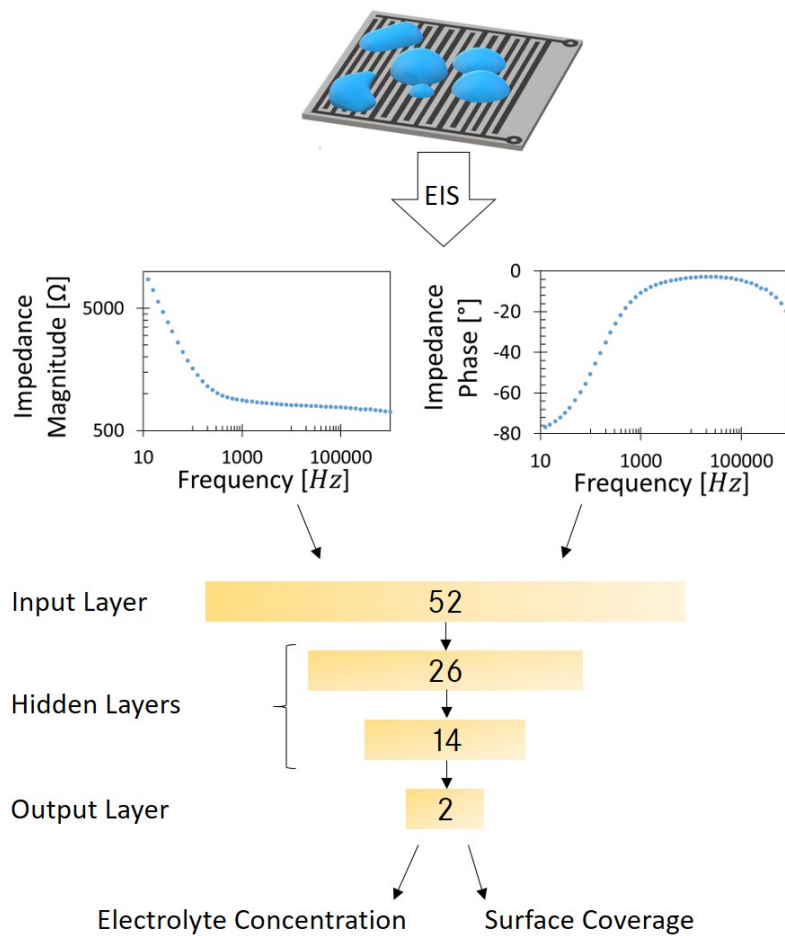 EIS
Impedance
Magnitude [Ω]
5000
500
10
1000
100000
Frequency [Hz]
Impedance
Phase [°]
0
-20
-40
-60
-80
10
1000
100000
Frequency [Hz]
Input Layer
52
Hidden Layers
26
14
Output Layer
2
Electrolyte Concentration
Surface Coverage